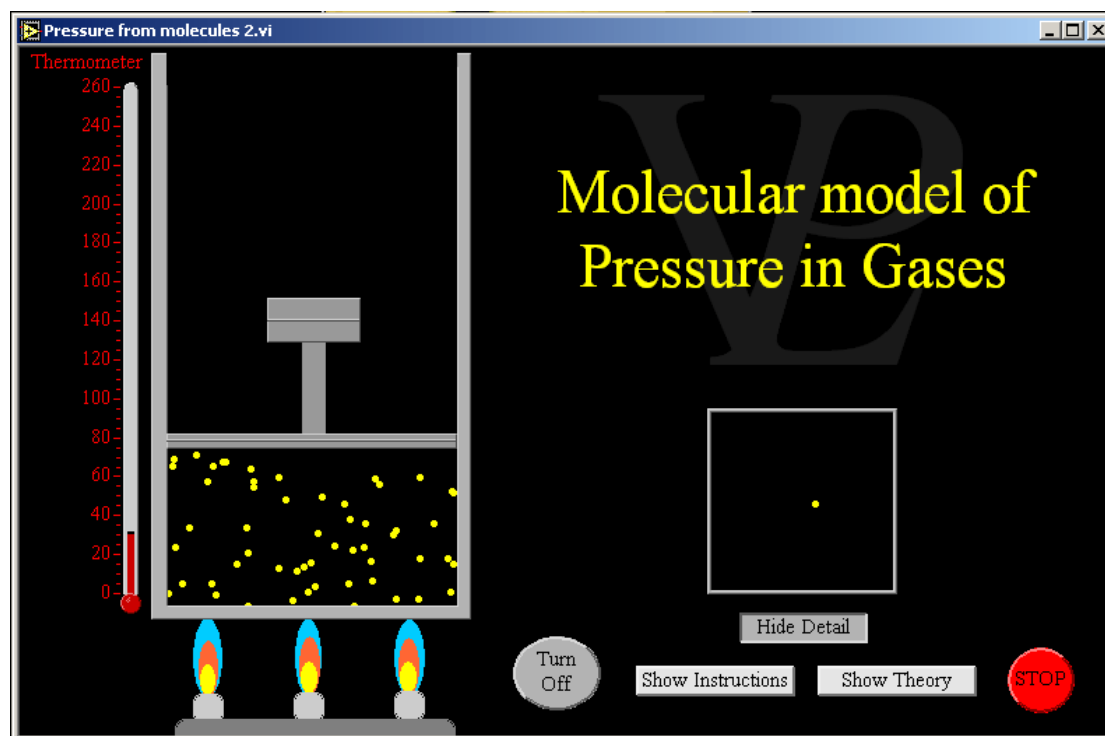 Pressure from molecules 2.vi
Thermometer
260
240
220
200
180
160
140
120
100
80
60
40
20
0
VPL
Molecular model of
Pressure in Gases
Hide Detail
Turn
Off
Show Instructions
Show Theory
STOP